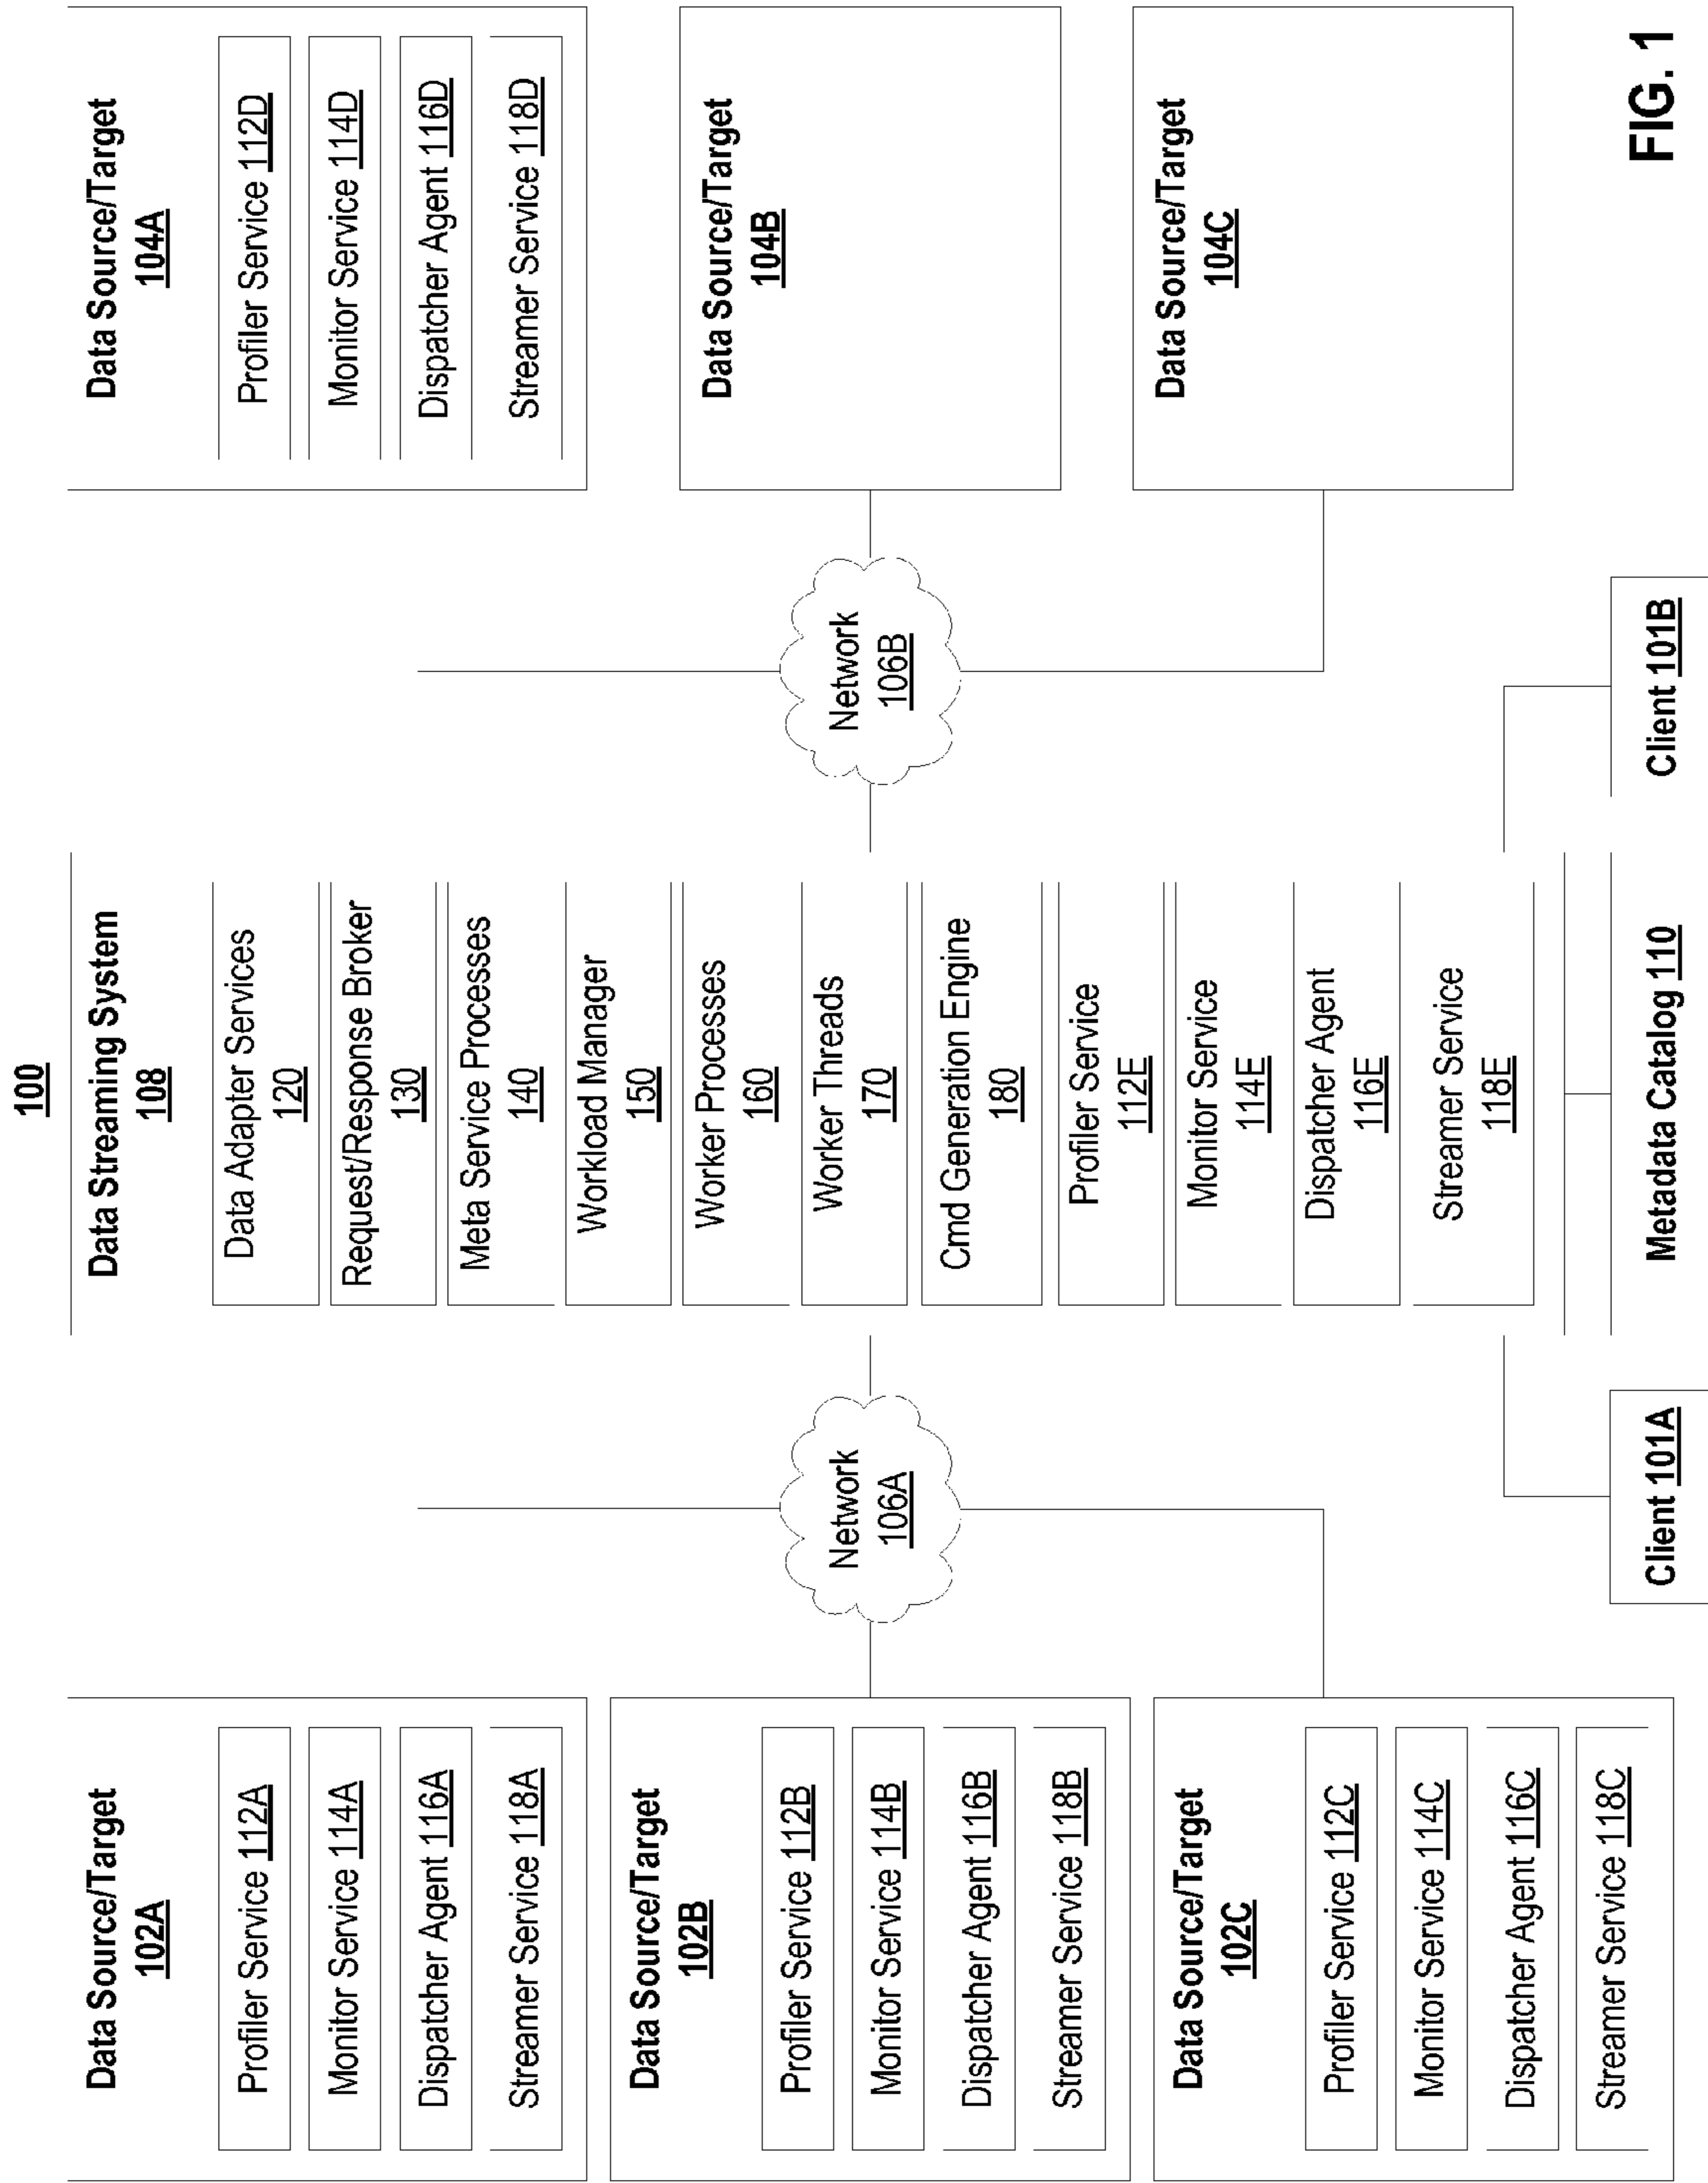 100
Data Source/Target
102A
Profiler Service 112A
Monitor Service 114A
Dispatcher Agent 116A
Streamer Service 118A
Data Source/Target
102B
Profiler Service 112B
Monitor Service 114B
Dispatcher Agent 116B
Streamer Service 118B
Data Source/Target
102C
Profiler Service 112C
Monitor Service 114C
Dispatcher Agent 116C
Streamer Service 118C
Network
106A
Data Streaming System
108
Data Adapter Services
120
Request/Response Broker
130
Meta Service Processes
140
Workload Manager
150
Worker Processes
160
Worker Threads
170
Cmd Generation Engine
180
Profiler Service
112E
Monitor Service
114E
Dispatcher Agent
116E
Streamer Service
118E
Network
106B
Data Source/Target
104A
Profiler Service 112D
Monitor Service 114D
Dispatcher Agent 116D
Streamer Service 118D
Data Source/Target
104B
Data Source/Target
104C
Client 101A
Metadata Catalog 110
Client 101B
FIG. 1